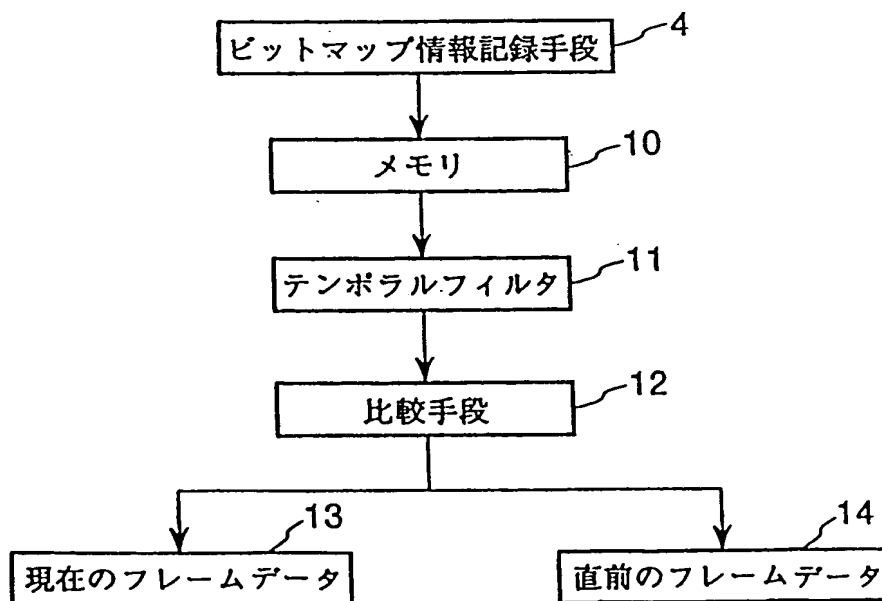 ビットマップ情報記録手段
4
メモリ
10
テンポラルフィルタ
11
比較手段
12
現在のフレームデータ
13
直前のフレームデータ
14